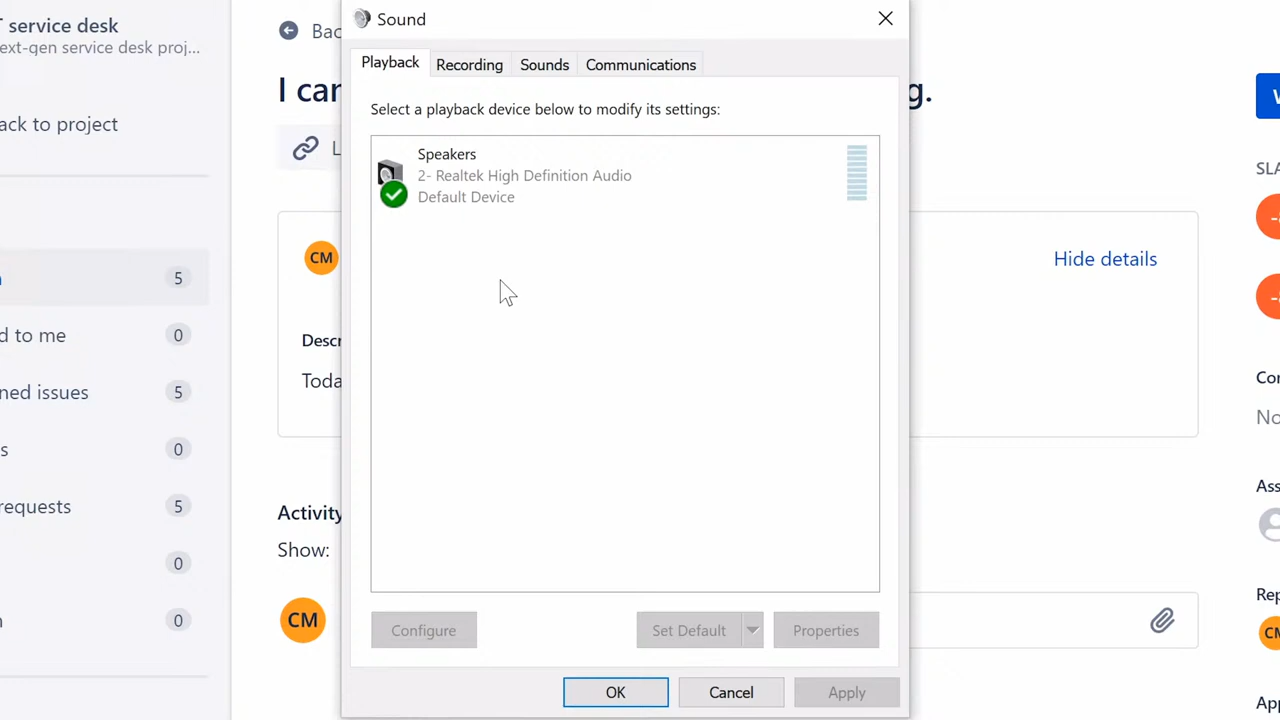 Sound
Playback
Recording
Sounds
Communications
Select a playback device below to modify its settings:
Speakers
2- Realtek High Definition Audio
Default Device
Configure
Set Default
Properties
OK
Cancel
Apply
service desk
ext-gen service desk proj...
ack to project
5
d to me
0
ned issues
5
s
0
requests
5
0
0
Bac
I can
g.
L
CM
Hide details
Descr
Toda
Activity
Show:
CM
SLA
Con
No
Ass
Rep
CM
App